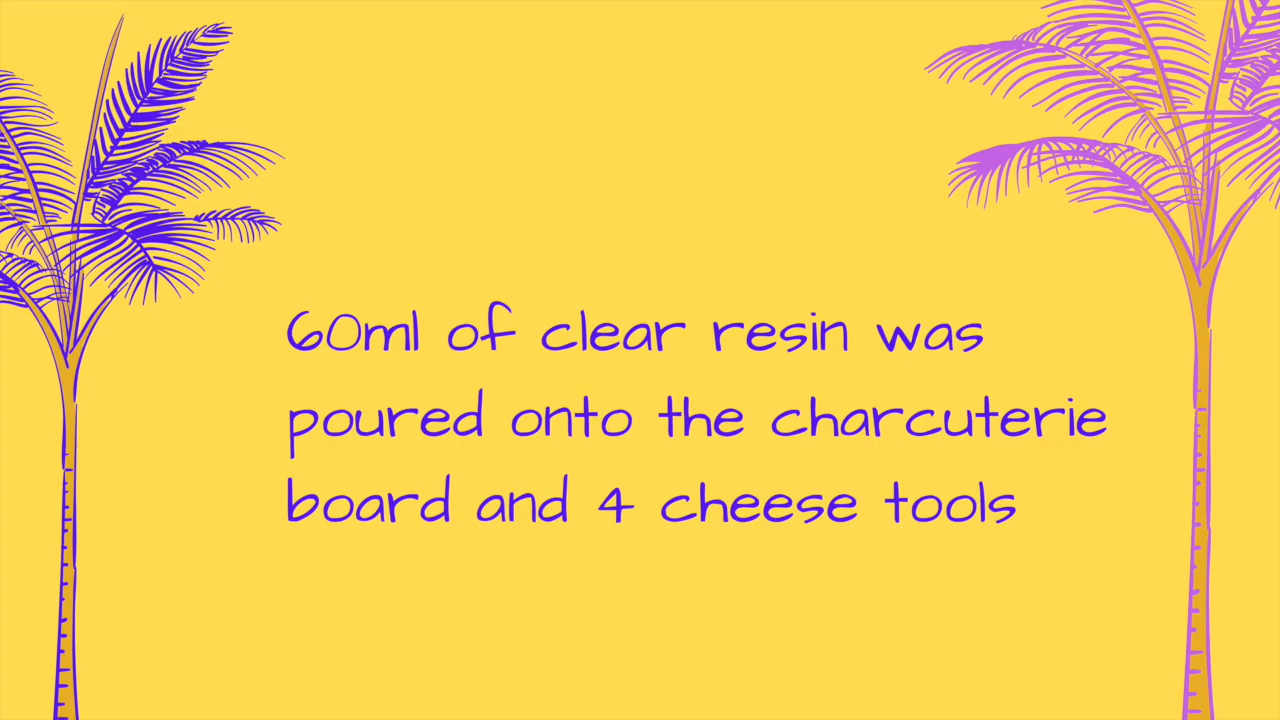 60ml of clear resin was
poured onto the charcuterie
board and 4 cheese tools